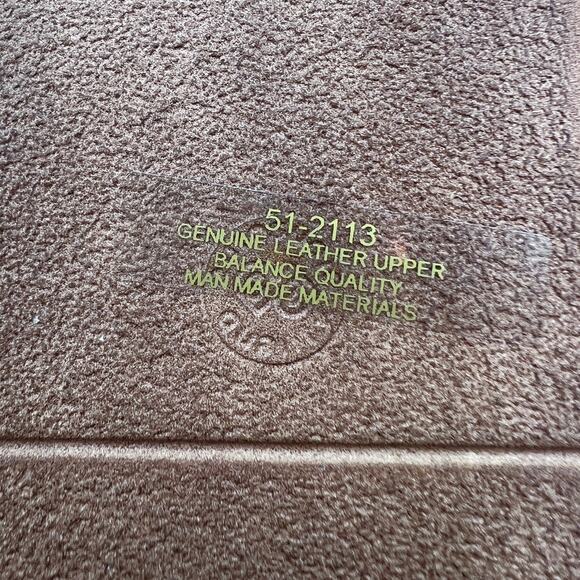 51-2113
GENUINE LEATHER UPPER
BALANCE QUALITY
MAN MADE MATERIALS